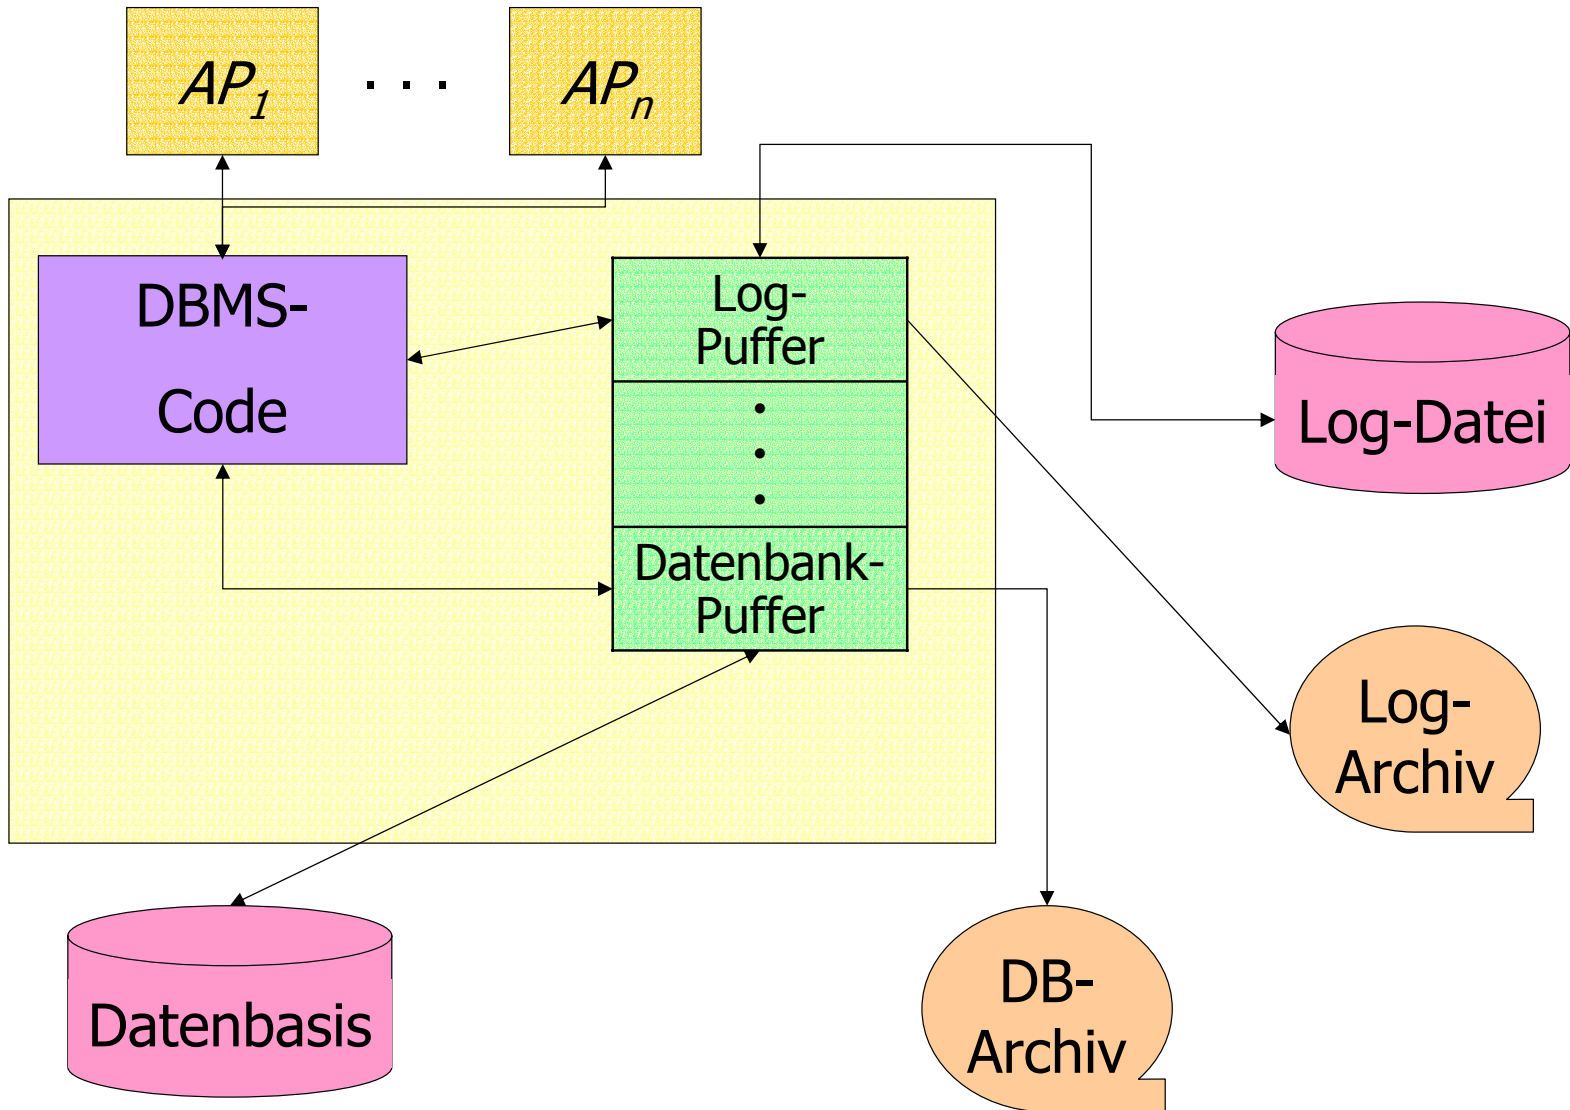 AP1 . . . APn
DBMS-
Code
Log-
Puffer
Datenbank-
Puffer
Log-Datei
Log-
Archiv
Datenbasis
DB-
Archiv